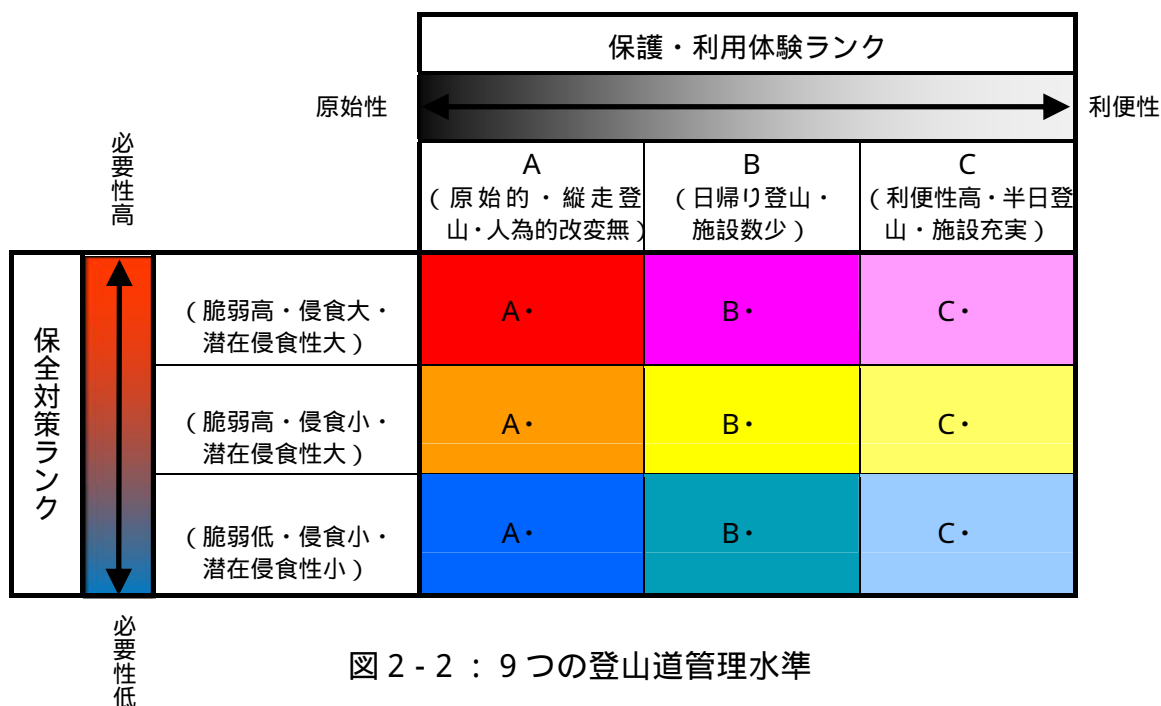 保護・利用体験ランク
原始性
利便性
必要性高
A
(原始的・縦走登
山・人為的改変無)
B
(日帰り登山・
施設数少)
C
(利便性高・半日登
山・施設充実)
保全対策ランク
(脆弱高・侵食大・
潜在侵食性大)
A・
B・
C・
(脆弱高・侵食小・
潜在侵食性大)
A・
B・
C・
(脆弱低・侵食小・
潜在侵食性小)
A・
B・
C・
必要性低
図2-2:9つの登山道管理水準